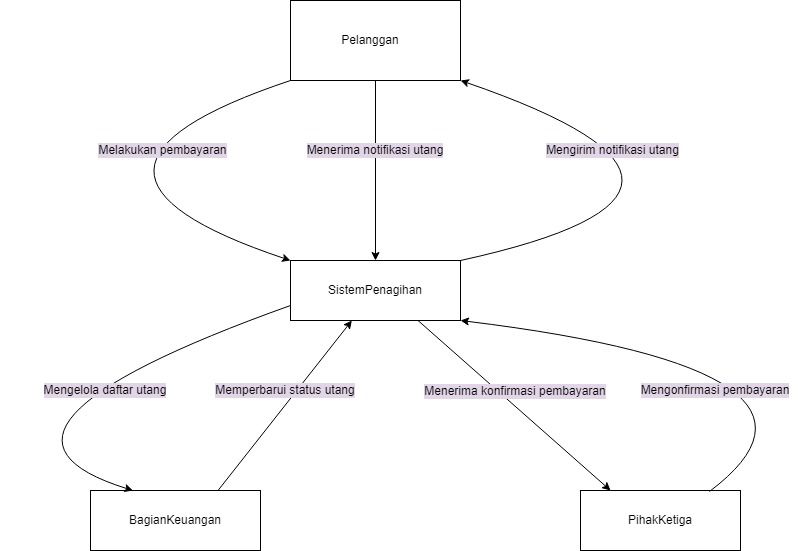 Pelanggan
Melakukan pembayaran
Menerima notifikasi utang
Mengirim notifikasi utang
SistemPenagihan
Mengelola daftar utang
Memperbarui status utang
Menerima konfirmasi pembayaran
Mengonfirmasi pembayaran
BagianKeuangan
PihakKetiga